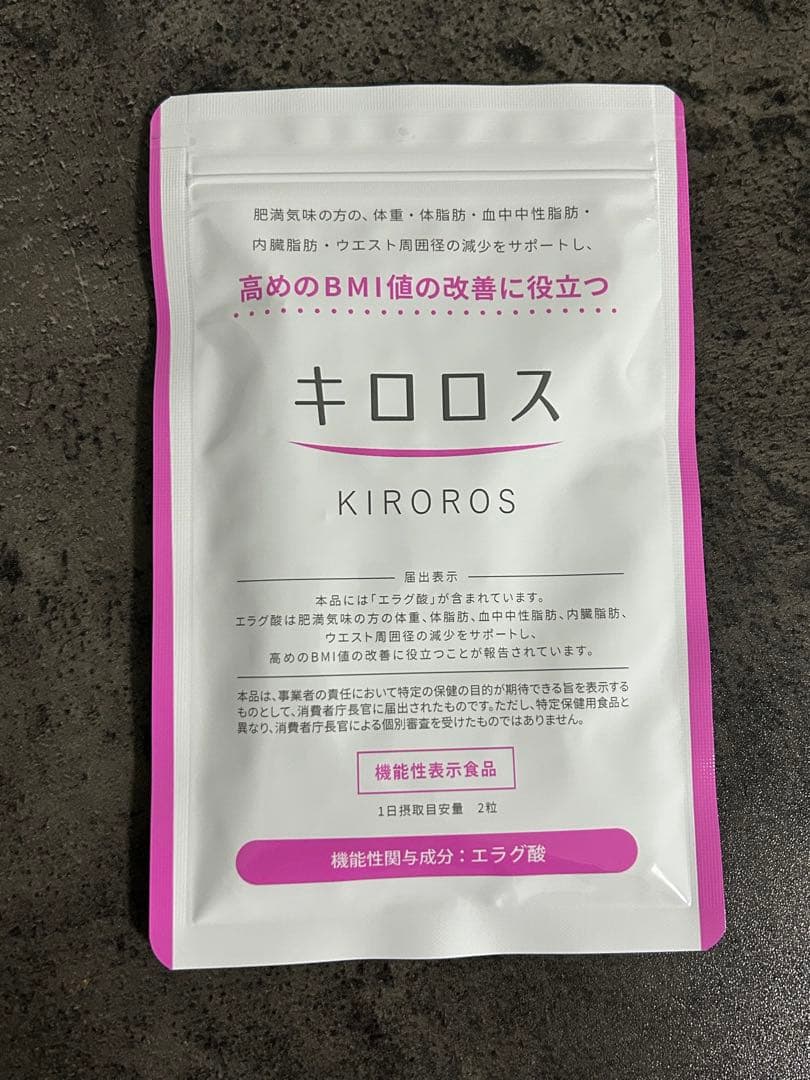 肥満気味の方の、体重・体脂肪・血中中性脂肪・
内臓脂肪・ウエスト周囲径の減少をサポートし、
高めのBMI値の改善に役立つ
キロロス
KIROROS
届出表示
本品には「エラグ酸」が含まれています。
エラグ酸は肥満気味の方の体重、体脂肪、血中中性脂肪、内臓脂肪、
ウエスト周囲径の減少をサポートし、
高めのBMI値の改善に役立つことが報告されています。
本品は、事業者の責任において特定の保健の目的が期待できる旨を表示する
ものとして、消費者庁長官に届出されたものです。ただし、特定保健用食品と
異なり、消費者庁長官による個別審査を受けたものではありません。
機能性表示食品
1日摂取目安量 2粒
機能性関与成分：エラグ酸